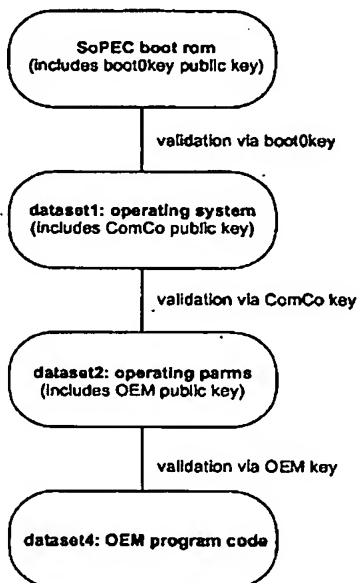 SoPEC boot rom
(includes boot0key public key)
validation via boot0key
dataset1: operating system
(includes ComCo public key)
validation via ComCo key
dataset2: operating parms
(includes OEM public key)
validation via OEM key
dataset4: OEM program code